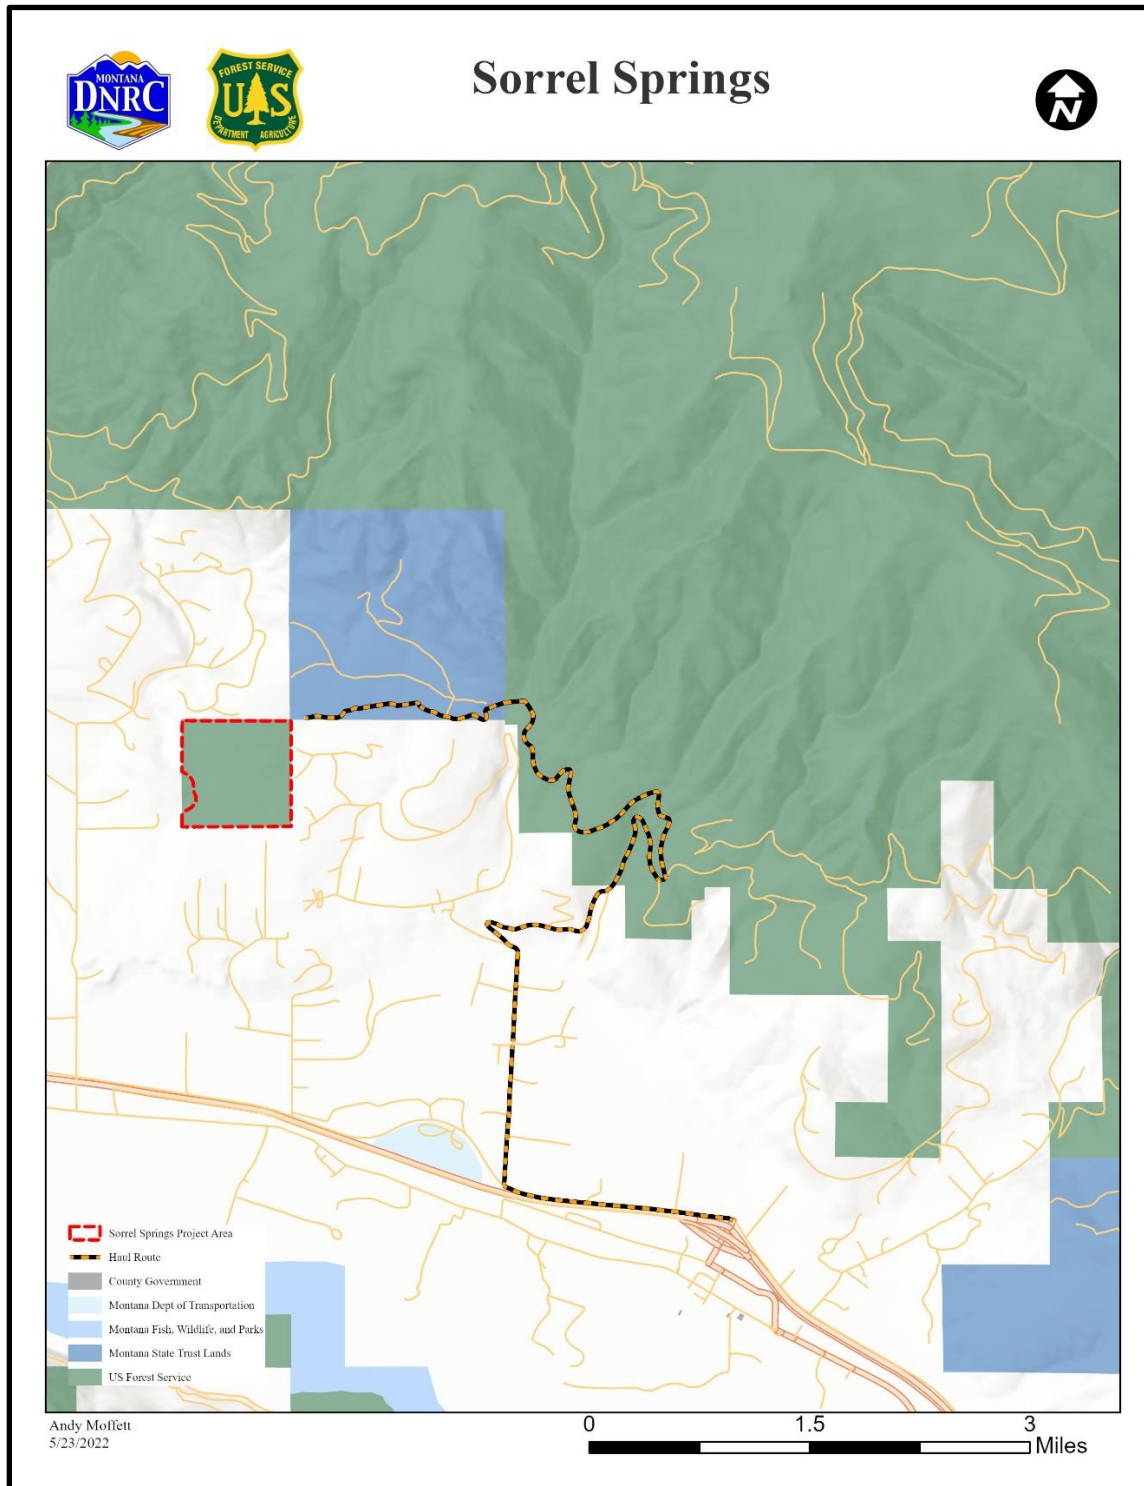 MONTANA
DNRC
FOREST SERVICE
US
DEPARTMENT AGRICULTURE
Sorrel Springs
N
Sorrel Springs Project Area
Haul Route
County Government
Montana Dept of Transportation
Montana Fish, Wildlife, and Parks
Montana State Trust Lands
US Forest Service
Andy Moffett
5/23/2022
0 1.5 3
Miles